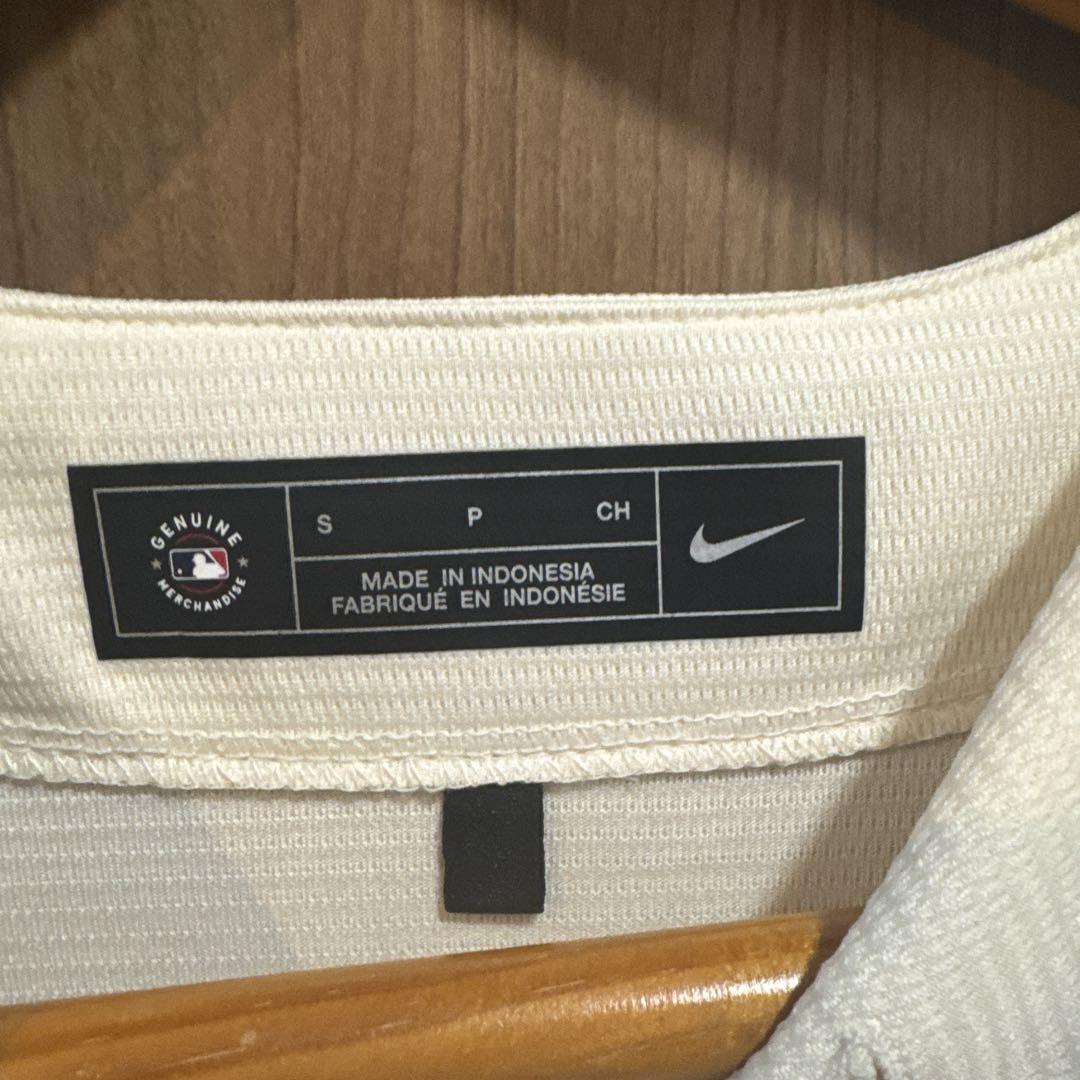 GENUINE
MERCHANDISE
S P CH
MADE IN INDONESIA
FABRIQUÉ EN INDONÉSIE